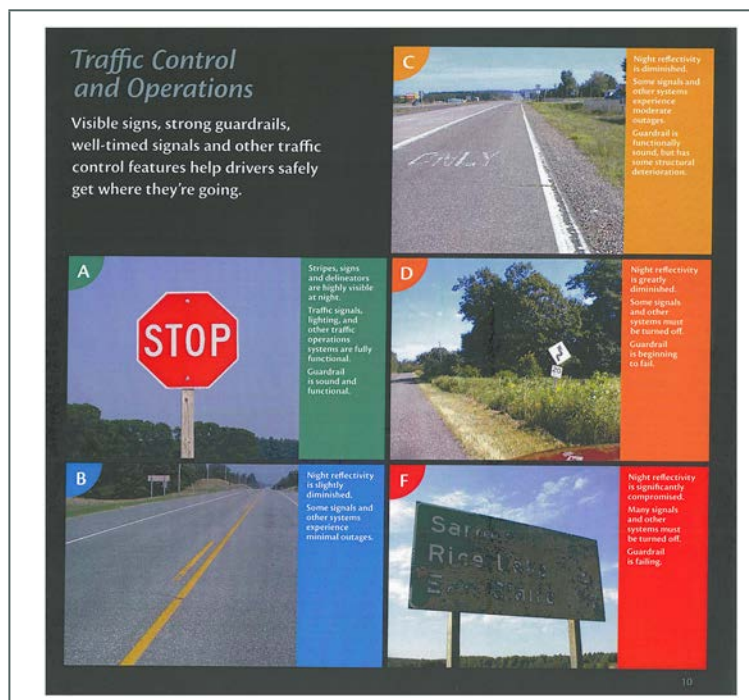 Traffic Control
and Operations
Visible signs, strong guardrails,
well-timed signals and other traffic
control features help drivers safely
get where they're going.
A
STOP
Stripes, signs
and delineators
are highly visible
at night.
Traffic signals,
lighting, and
other traffic
operations
systems are fully
functional.
Guardrail
is sound and
functional.
B
Night reflectivity
is slightly
diminished.
Some signals and
other systems
experience
minimal outages.
C
ONLY
Night reflectivity
is diminished.
Some signals and
other systems
experience
moderate
outages.
Guardrail is
functionally
sound, but has
some structural
deterioration.
D
Night reflectivity
is greatly
diminished.
Some signals
and other
systems must
be turned off.
Guardrail
is beginning
to fail.
F
Rice Lake
Night reflectivity
is significantly
compromised.
Many signals
and other
systems must
be turned off.
Guardrail
is failing.
10